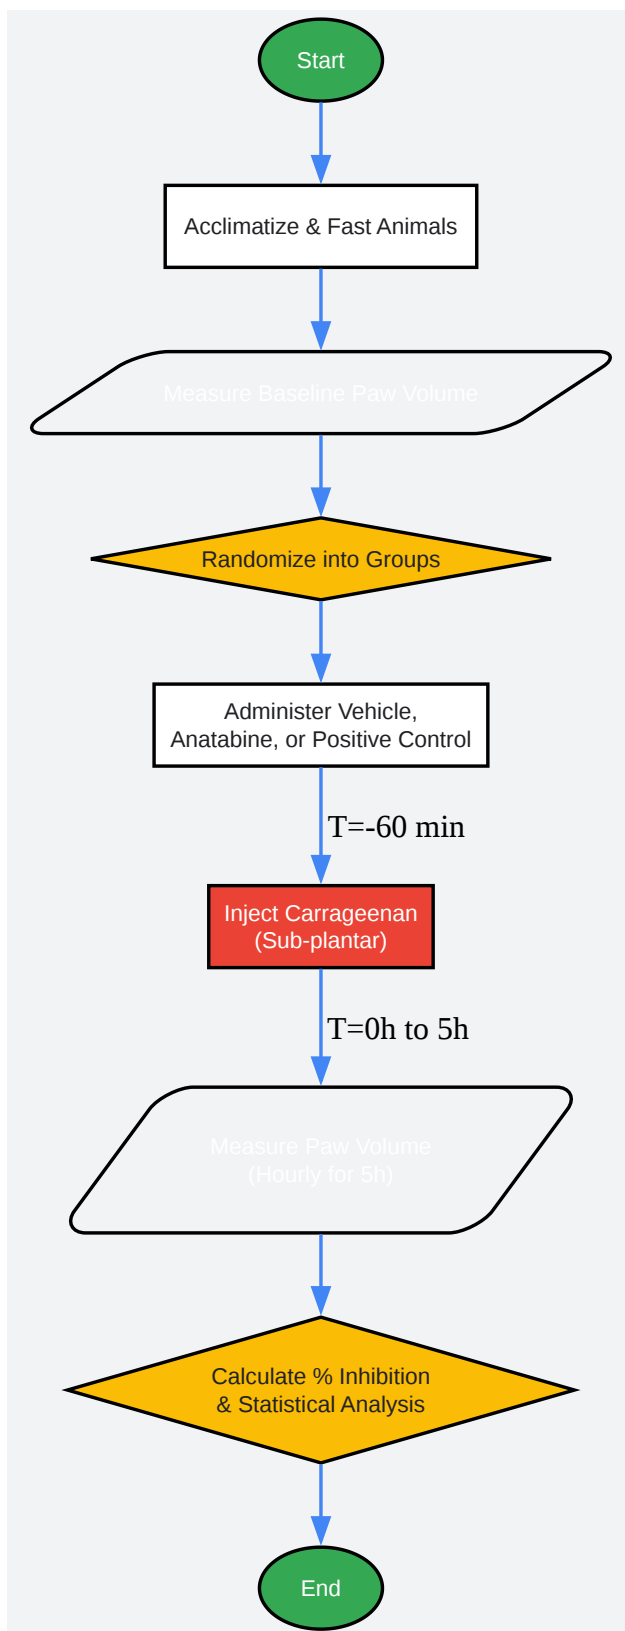 Start
Acclimatize & Fast Animals
Measure Baseline Paw Volume
Randomize into Groups
Administer Vehicle,
Anatabine, or Positive Control
T=-60 min
Inject Carrageenan
(Sub-plantar)
T=0h to 5h
Measure Paw Volume
(Hourly for 5h)
Calculate % Inhibition
& Statistical Analysis
End